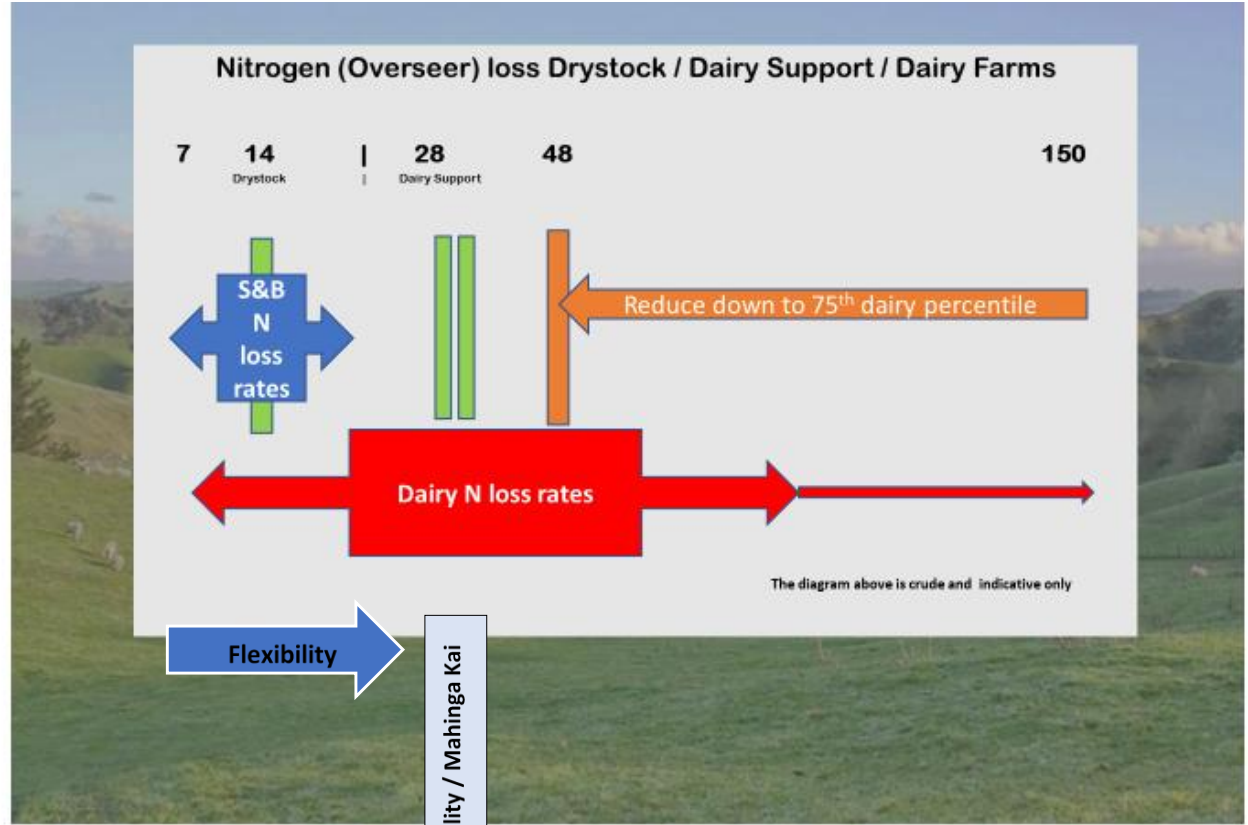 Nitrogen (Overseer) loss Drystock / Dairy Support / Dairy Farms
7 14 | 28 48 150
Drystock | Dairy Support
S&B
N
loss
rates
Reduce down to 75th dairy percentile
Dairy N loss rates
The diagram above is crude and indicative only
Flexibility
lity / Mahinga Kai